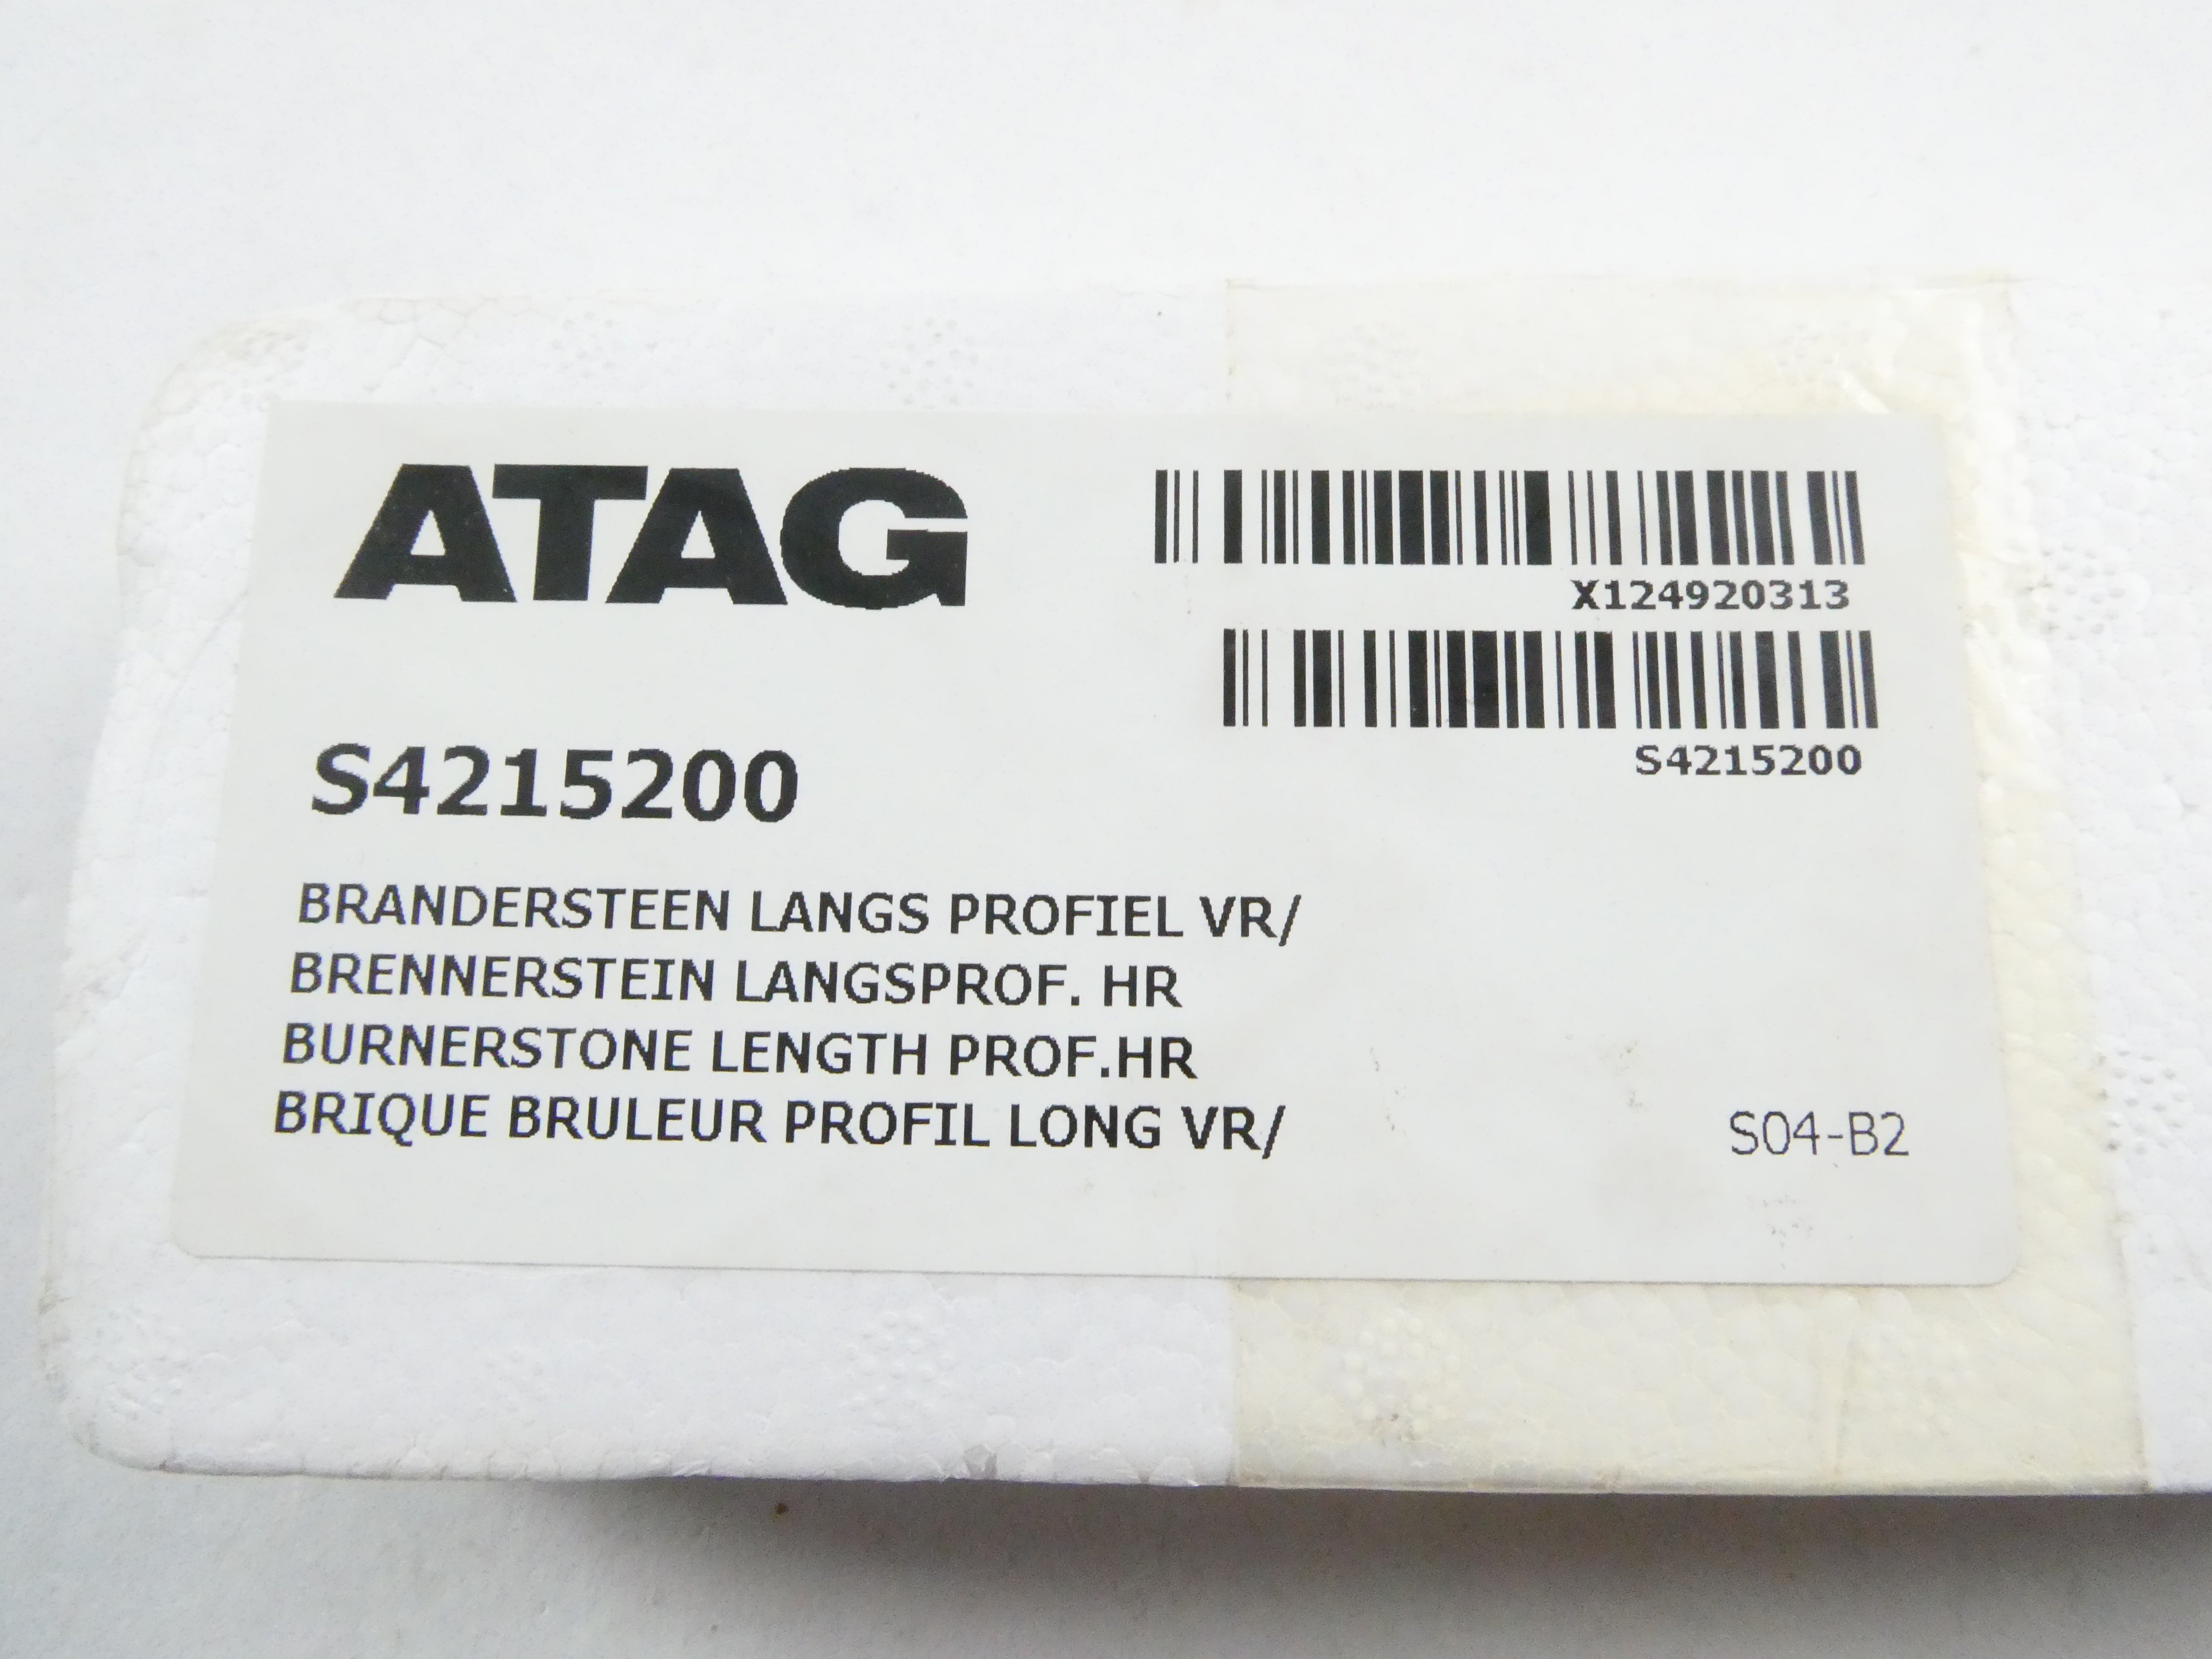 ATAG
X124920313
S4215200
S4215200
BRANDERSTEEN LANGS PROFIEL VR/
BRENNERSTEIN LANGSPROF. HR
BURNERSTONE LENGTH PROF.HR
BRIQUE BRULEUR PROFIL LONG VR/
S04-B2